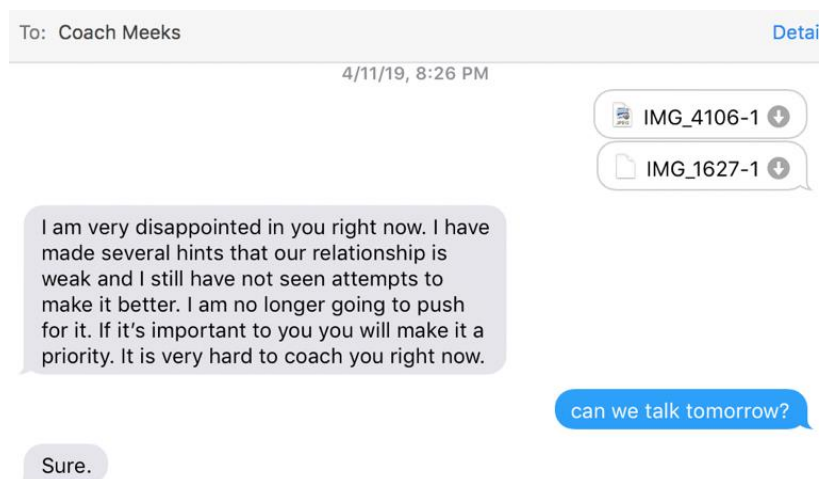 To: Coach Meeks
Detai
4/11/19, 8:26 PM
JPEG
IMG_4106-1
IMG_1627-1
I am very disappointed in you right now. I have
made several hints that our relationship is
weak and I still have not seen attempts to
make it better. I am no longer going to push
for it. If it's important to you you will make it a
priority. It is very hard to coach you right now.
can we talk tomorrow?
Sure.